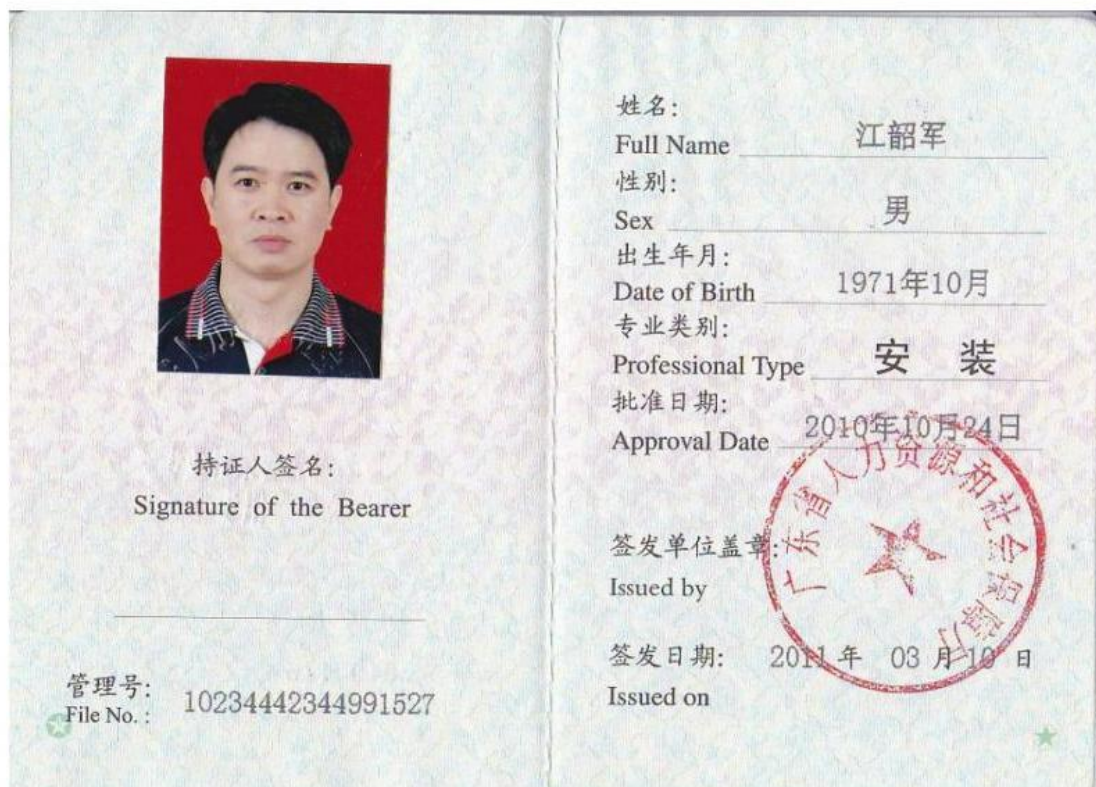 持证人签名:
Signature of the Bearer
管理号:
File No. :
10234442344991527
姓名:
Full Name 江韶军
性别:
Sex 男
出生年月:
Date of Birth 1971年10月
专业类别:
Professional Type 安 装
批准日期:
Approval Date 2010年10月24日
签发单位盖章:
Issued by
广东省人力资源和社会保障厅
签发日期: 2011 年 03 月 10 日
Issued on